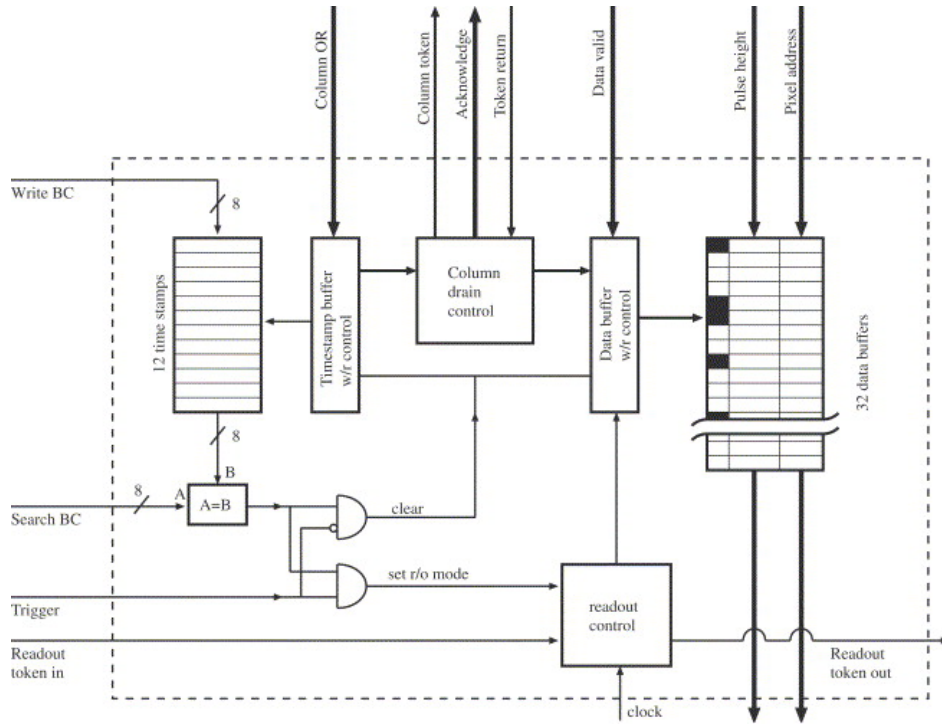 Column OR
Column token
Acknowledge
Token return
Data valid
Pulse height
Pixel address
Write BC
8
12 time stamps
Timestamp buffer
w/r control
Column
drain
control
Data buffer
w/r control
32 data buffers
8
B
8
A
A=B
Search BC
clear
set r/o mode
Trigger
readout
control
Readout
token in
Readout
token out
clock